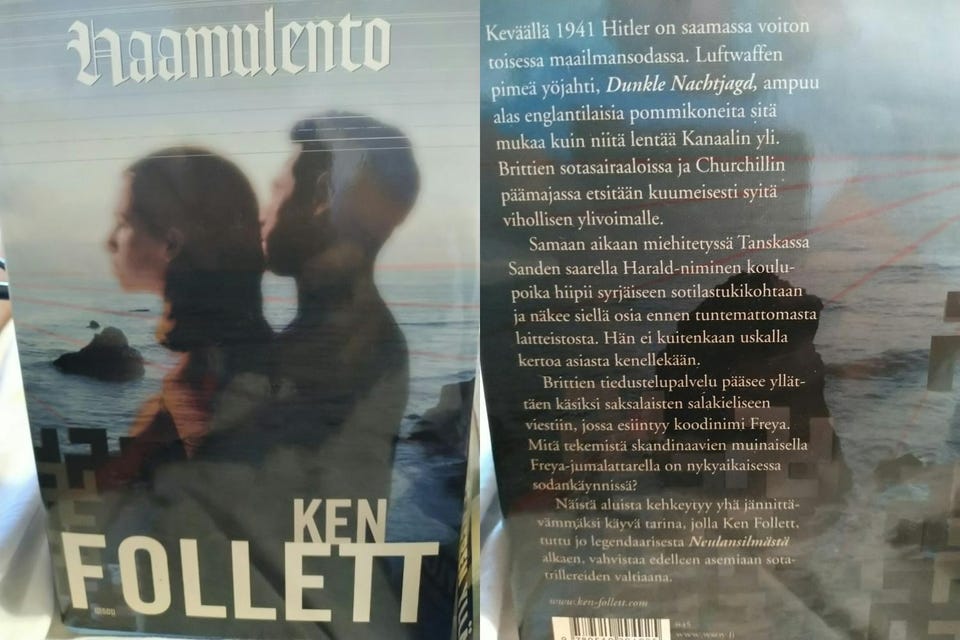 Haamulento
KEN
FOLLETT
WSOY
Keväällä 1941 Hitler on saamassa voiton
toisessa maailmansodassa. Luftwaffen
pimeä yöjahti, Dunkle Nachtjagd, ampuu
alas englantilaisia pommikoneita sitä
mukaa kuin niitä lentää Kanaalin yli.
Brittien sotasairaaloissa ja Churchillin
päämajassa etsitään kuumeisesti syitä
vihollisen ylivoimalle.
Samaan aikaan miehitetyssä Tanskassa
Sanden saarella Harald-niminen koulu-
poika hiipii syrjäiseen sotilastukikohtaan
ja näkee siellä osia ennen tuntemattomasta
laitteistosta. Hän ei kuitenkaan uskalla
kertoa asiasta kenellekään.
Brittien tiedustelupalvelu pääsee yllät-
täen käsiksi saksalaisten salakieliseen
viestiin, jossa esiintyy koodinimi Freya.
Mitä tekemistä skandinaavien muinaisella
Freya-jumalattarella on nykyaikaisessa
sodankäynnissä?
Näistä aluista kehkeytyy yhä jännittä-
vämmäksi käyvä tarina, jolla Ken Follett,
tuttu jo legendaarisesta Neulansilmästä
alkaen, vahvistaa edelleen asemiaan sota-
trillereiden valtiaana.
www.ken-follett.com